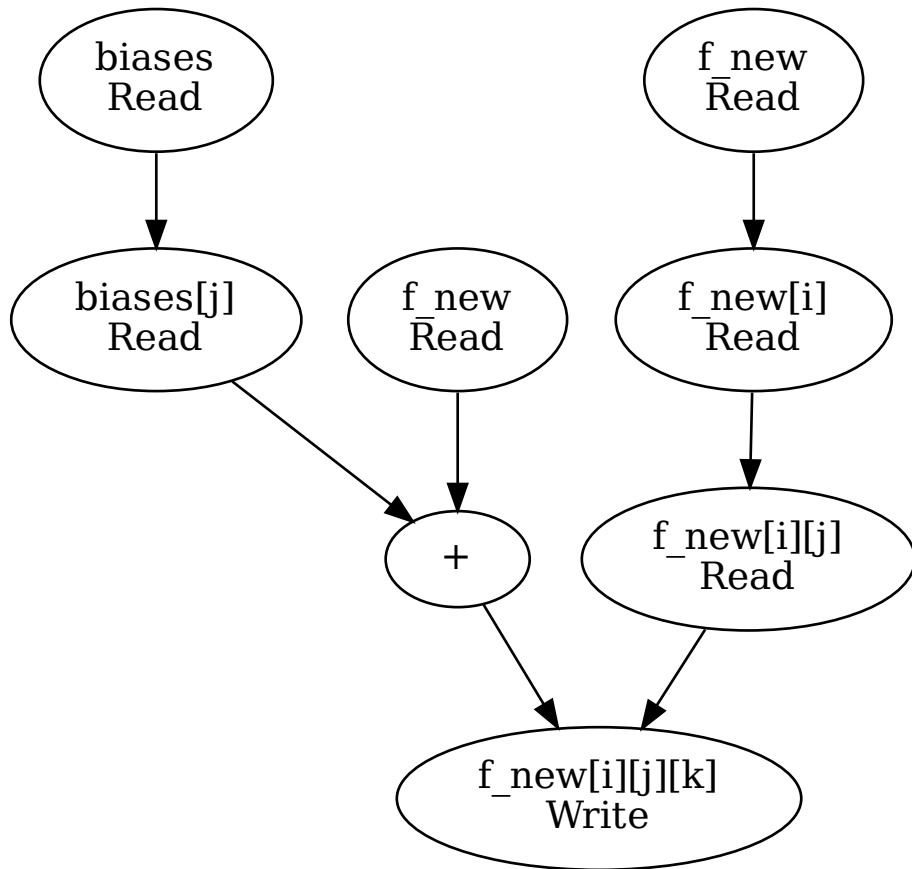 biases
Read
f_new
Read
biases[j]
Read
f_new
Read
f_new[i]
Read
+
f_new[i][j]
Read
f_new[i][j][k]
Write